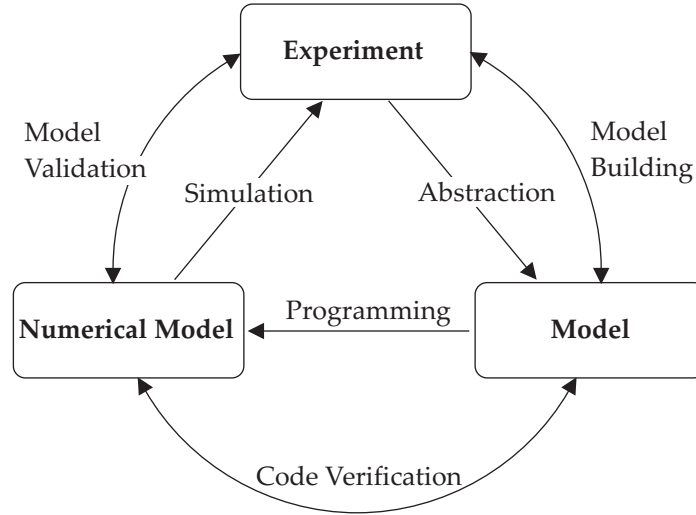 Experiment
Model
Validation
Model
Building
Simulation
Abstraction
Numerical Model
Programming
Model
Code Verification